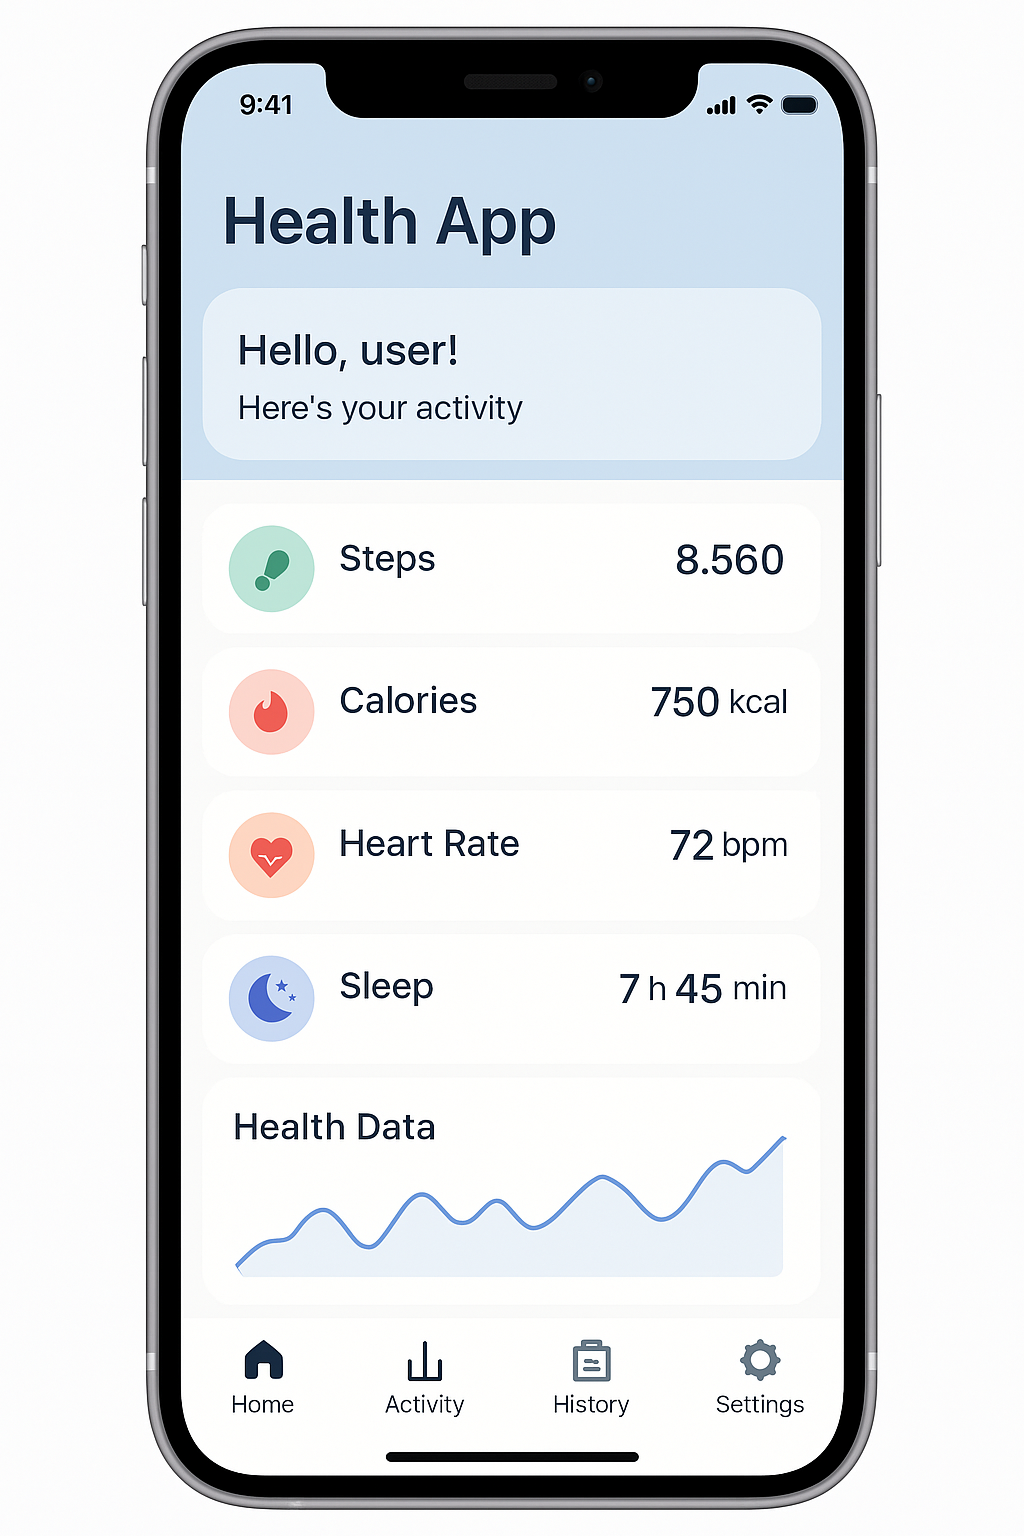 9:41
Health App
Hello, user!
Here's your activity
Steps 8.560
Calories 750 kcal
Heart Rate 72 bpm
Sleep 7 h 45 min
Health Data
Home Activity History Settings